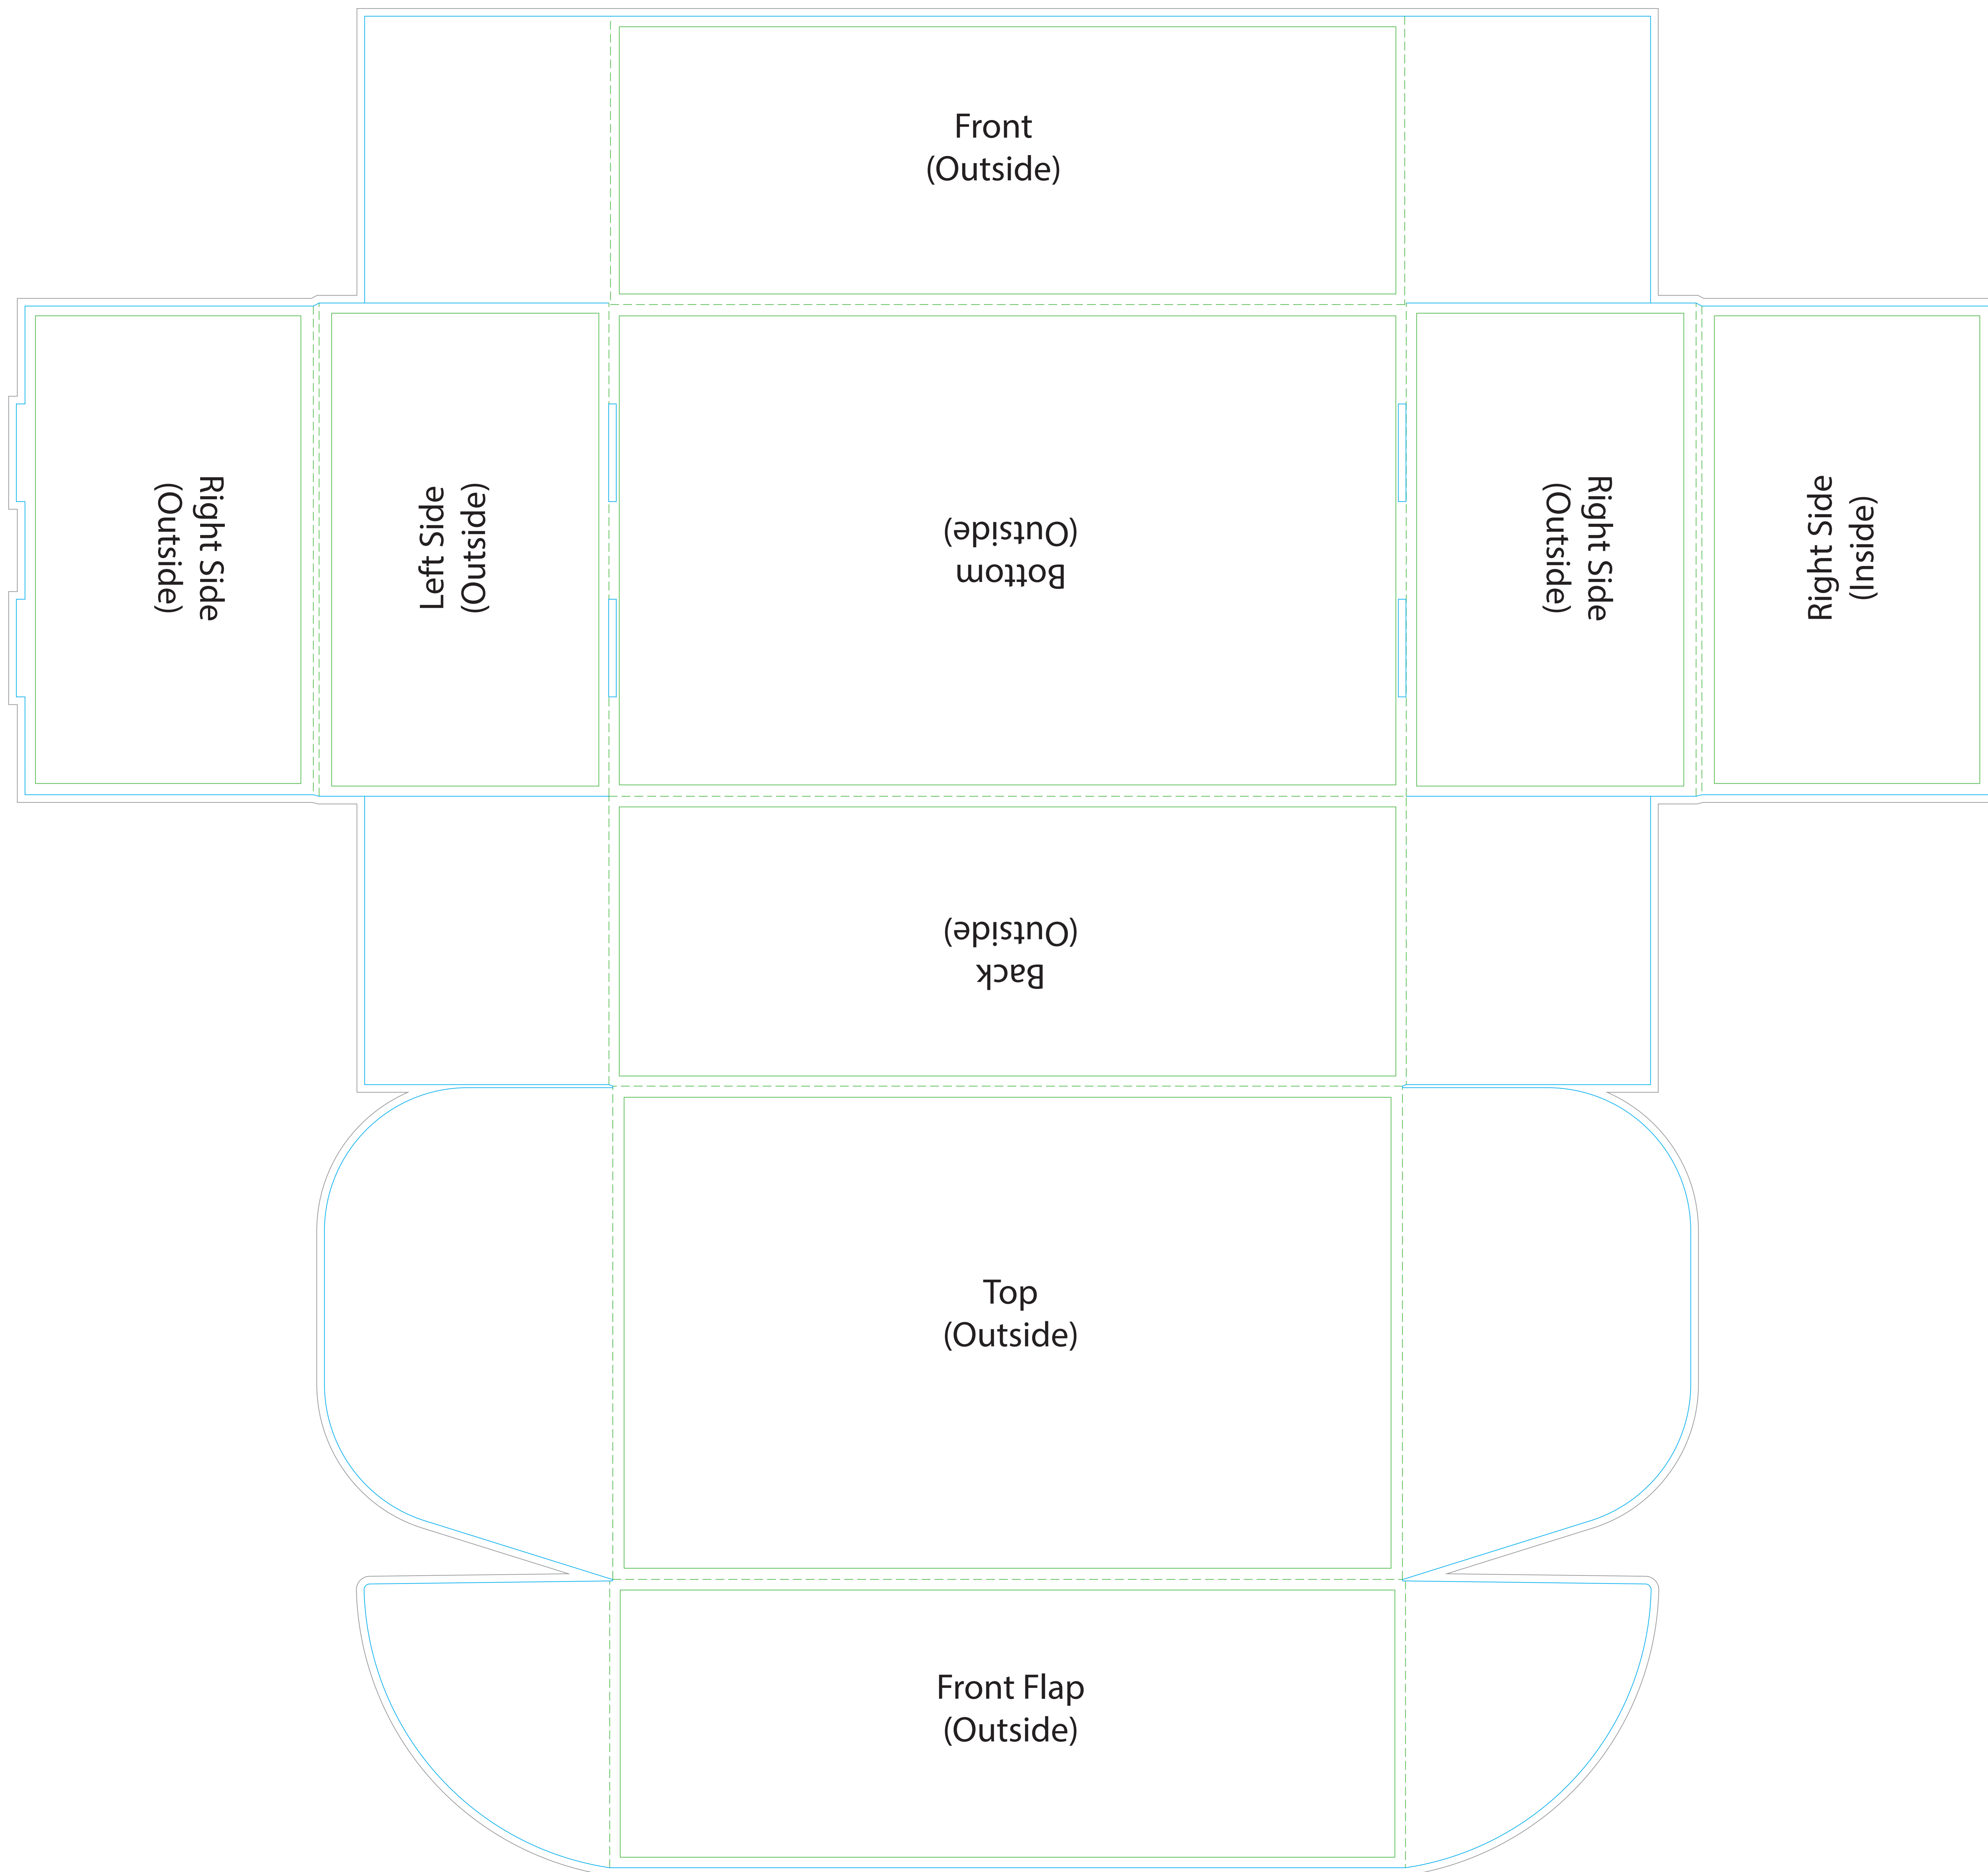 Front
(Outside)
Right Side
(Outside)
Left Side
(Outside)
Bottom
(Outside)
Right Side
(Outside)
Right Side
(Inside)
Back
(Outside)
Top
(Outside)
Front Flap
(Outside)